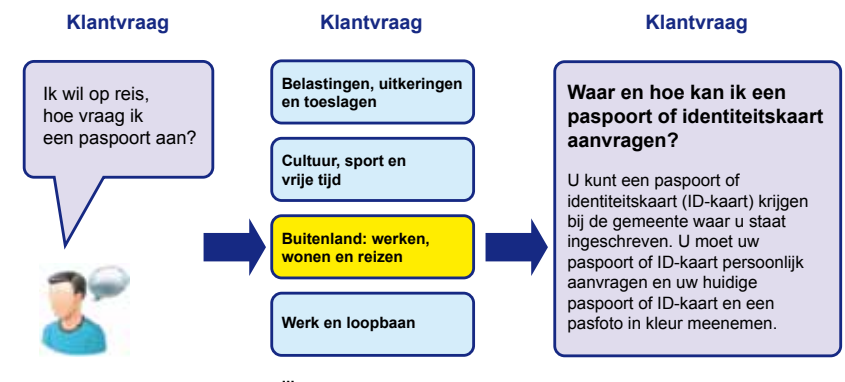 Klantvraag
Ik wil op reis,
hoe vraag ik
een paspoort aan?
Klantvraag
Belastingen, uitkeringen
en toeslagen
Cultuur, sport en
vrije tijd
Buitenland: werken,
wonen en reizen
Werk en loopbaan
...
Klantvraag
Waar en hoe kan ik een
paspoort of identiteitskaart
aanvragen?
U kunt een paspoort of
identiteitskaart (ID-kaart) krijgen
bij de gemeente waar u staat
ingeschreven. U moet uw
paspoort of ID-kaart persoonlijk
aanvragen en uw huidige
paspoort of ID-kaart en een
pasfoto in kleur meenemen.